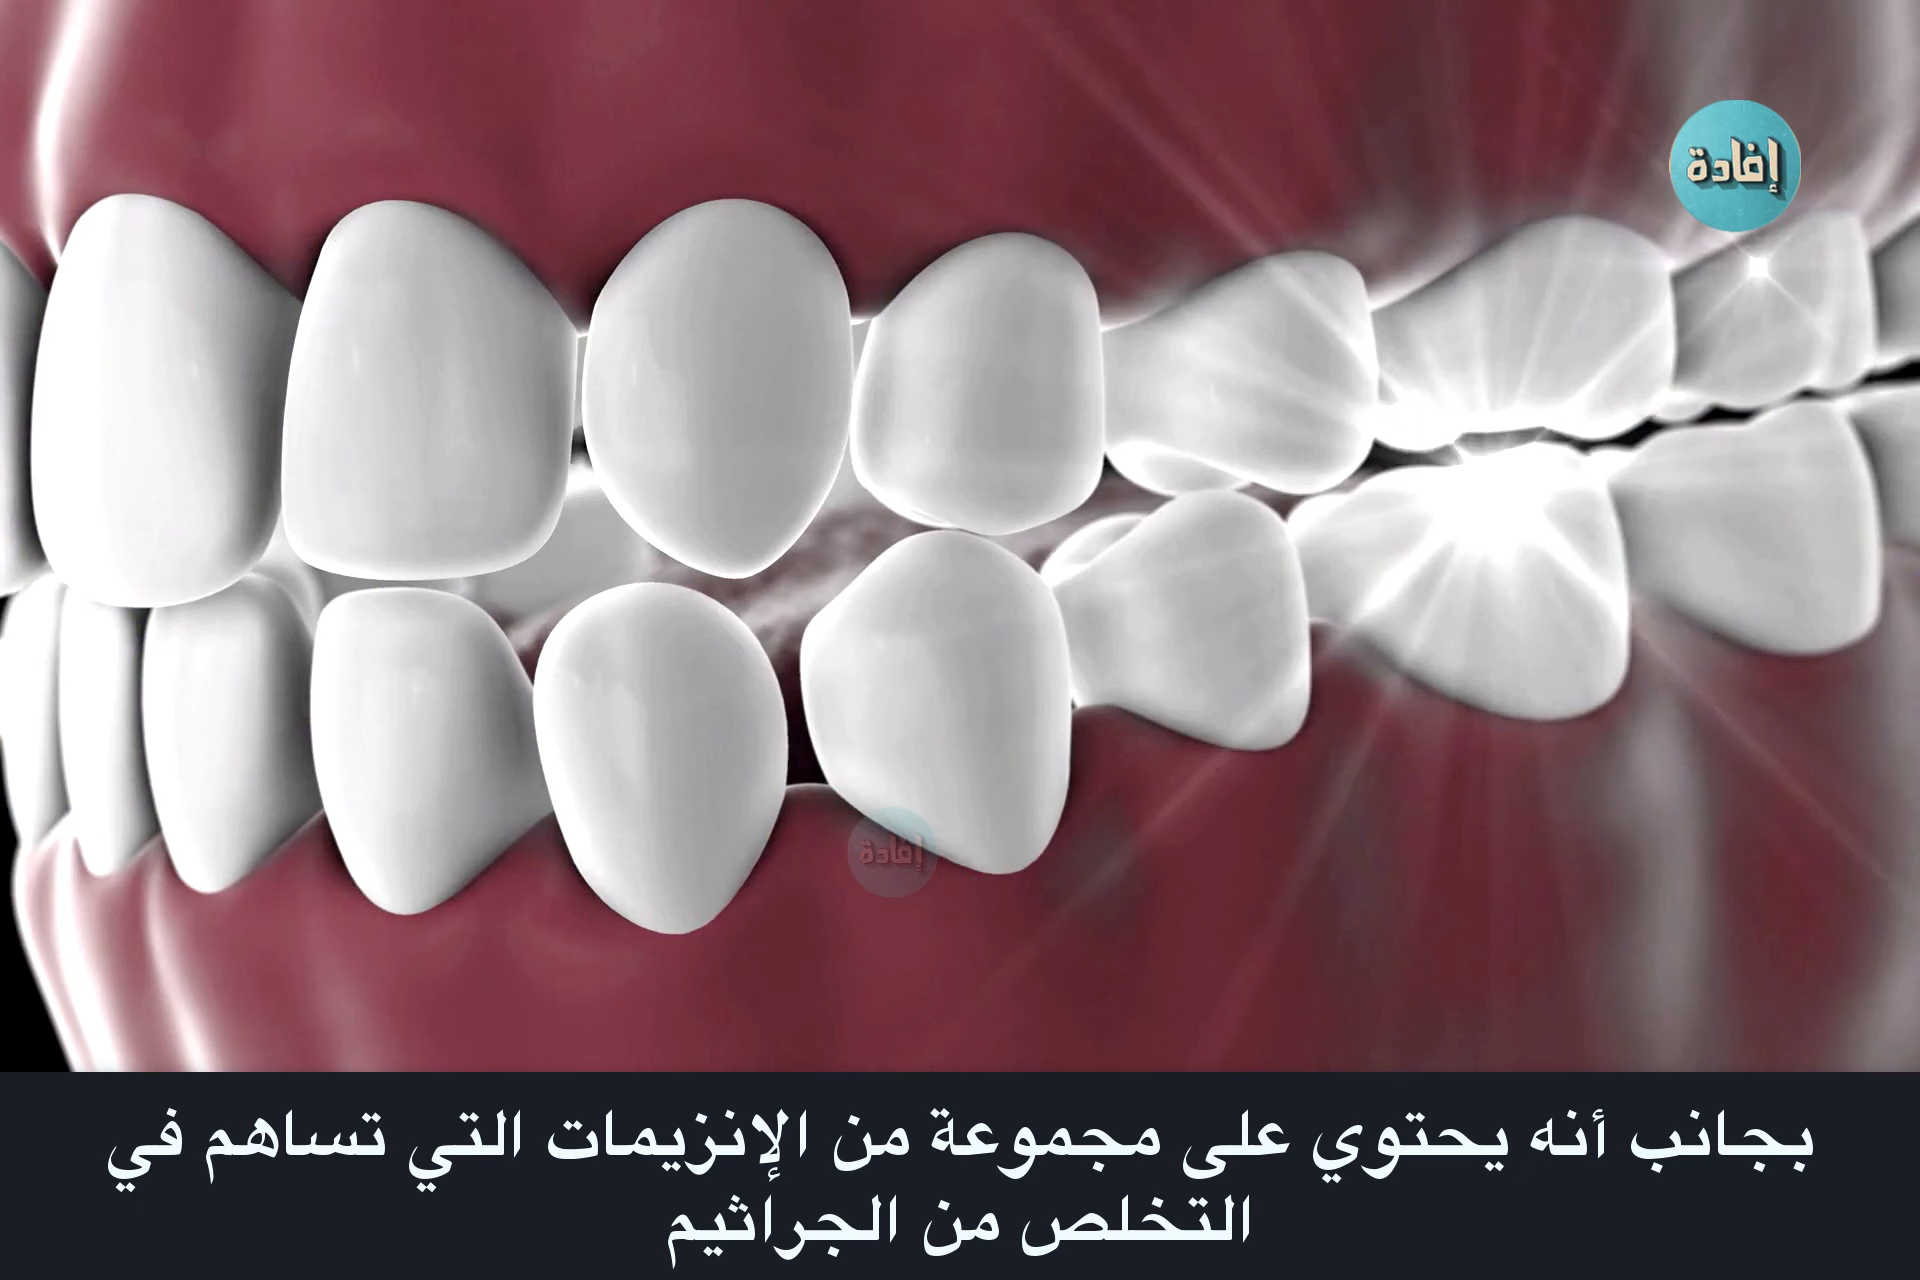 إفادة
إفادة
بجانب أنه يحتوي على مجموعة من الإنزيمات التي تساهم في
التخلص من الجراثيم